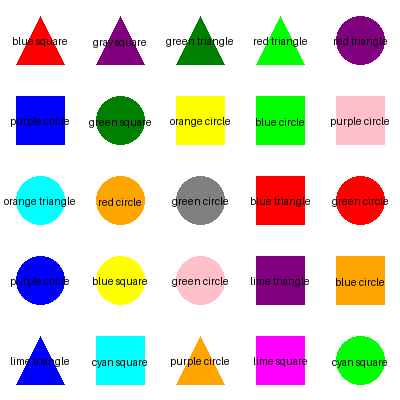 blue square gray square green triangle red triangle red triangle
purple circle green square orange circle blue circle purple circle
orange triangle red circle green circle blue triangle green circle
purple circle blue square green circle lime triangle blue circle
lime triangle cyan square purple circle lime square cyan square